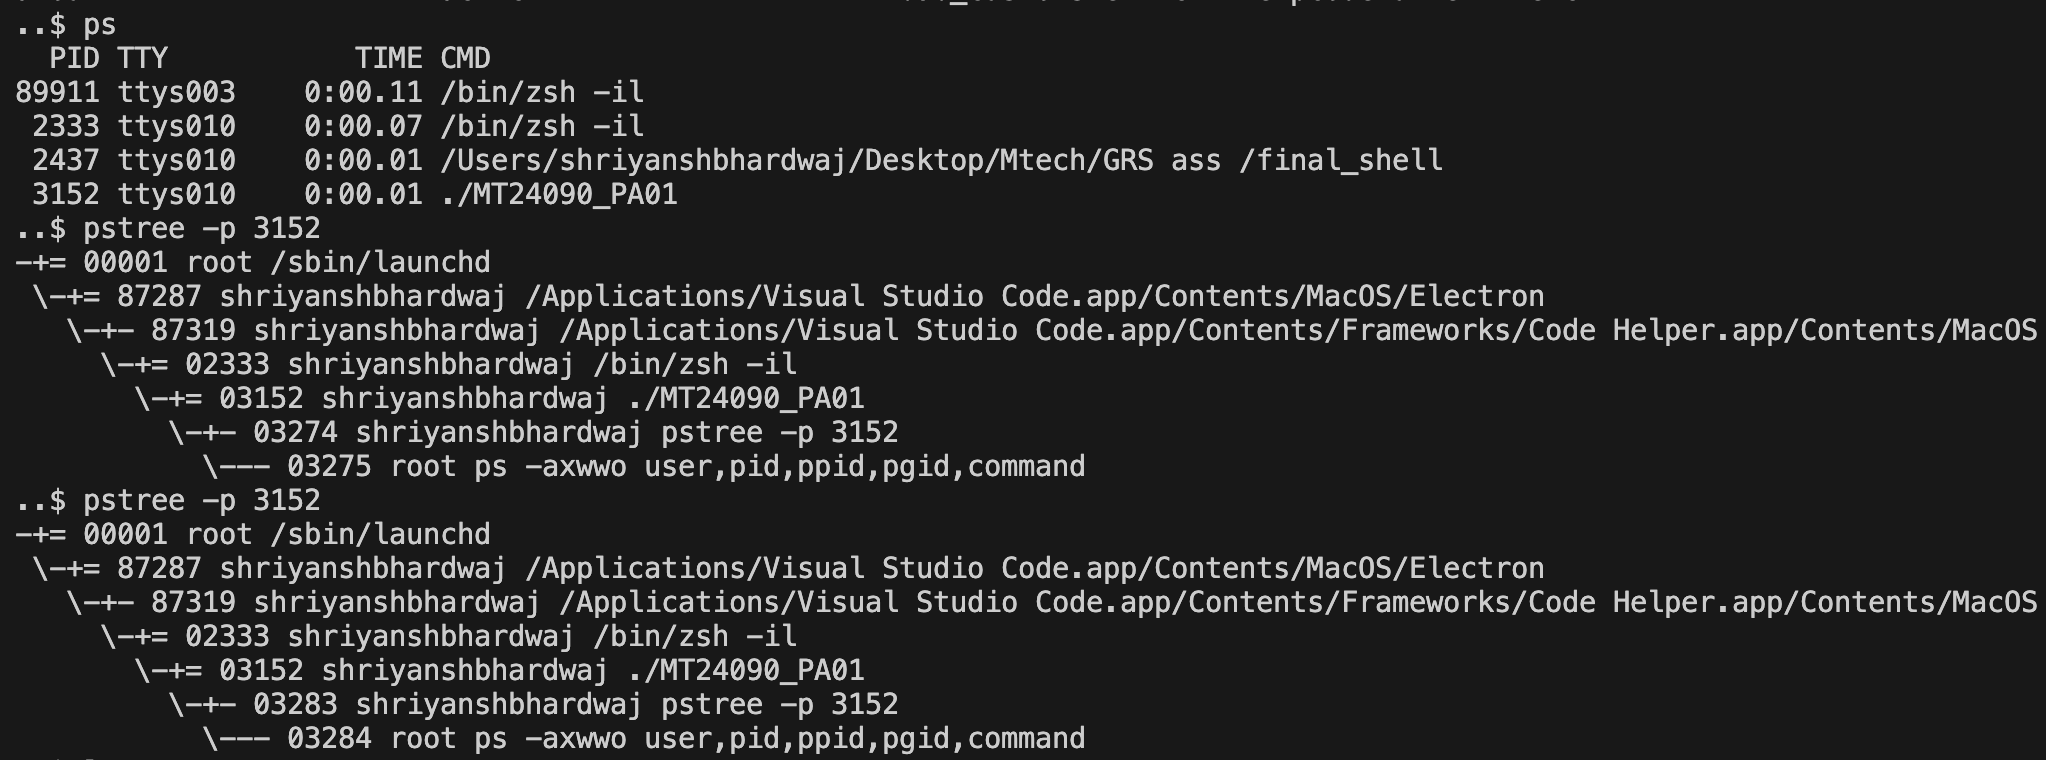 ..$ ps
  PID TTY           TIME CMD
89911 ttys003    0:00.11 /bin/zsh -il
 2333 ttys010    0:00.07 /bin/zsh -il
 2437 ttys010    0:00.01 /Users/shriyanshbhardwaj/Desktop/Mtech/GRS ass /final_shell
 3152 ttys010    0:00.01 ./MT24090_PA01
..$ pstree -p 3152
-+= 00001 root /sbin/launchd
 \-+= 87287 shriyanshbhardwaj /Applications/Visual Studio Code.app/Contents/MacOS/Electron
   \-+- 87319 shriyanshbhardwaj /Applications/Visual Studio Code.app/Contents/Frameworks/Code Helper.app/Contents/MacOS
     \-+= 02333 shriyanshbhardwaj /bin/zsh -il
       \-+= 03152 shriyanshbhardwaj ./MT24090_PA01
         \-+- 03274 shriyanshbhardwaj pstree -p 3152
           \--- 03275 root ps -axwwo user,pid,ppid,pgid,command
..$ pstree -p 3152
-+= 00001 root /sbin/launchd
 \-+= 87287 shriyanshbhardwaj /Applications/Visual Studio Code.app/Contents/MacOS/Electron
   \-+- 87319 shriyanshbhardwaj /Applications/Visual Studio Code.app/Contents/Frameworks/Code Helper.app/Contents/MacOS
     \-+= 02333 shriyanshbhardwaj /bin/zsh -il
       \-+= 03152 shriyanshbhardwaj ./MT24090_PA01
         \-+- 03283 shriyanshbhardwaj pstree -p 3152
           \--- 03284 root ps -axwwo user,pid,ppid,pgid,command